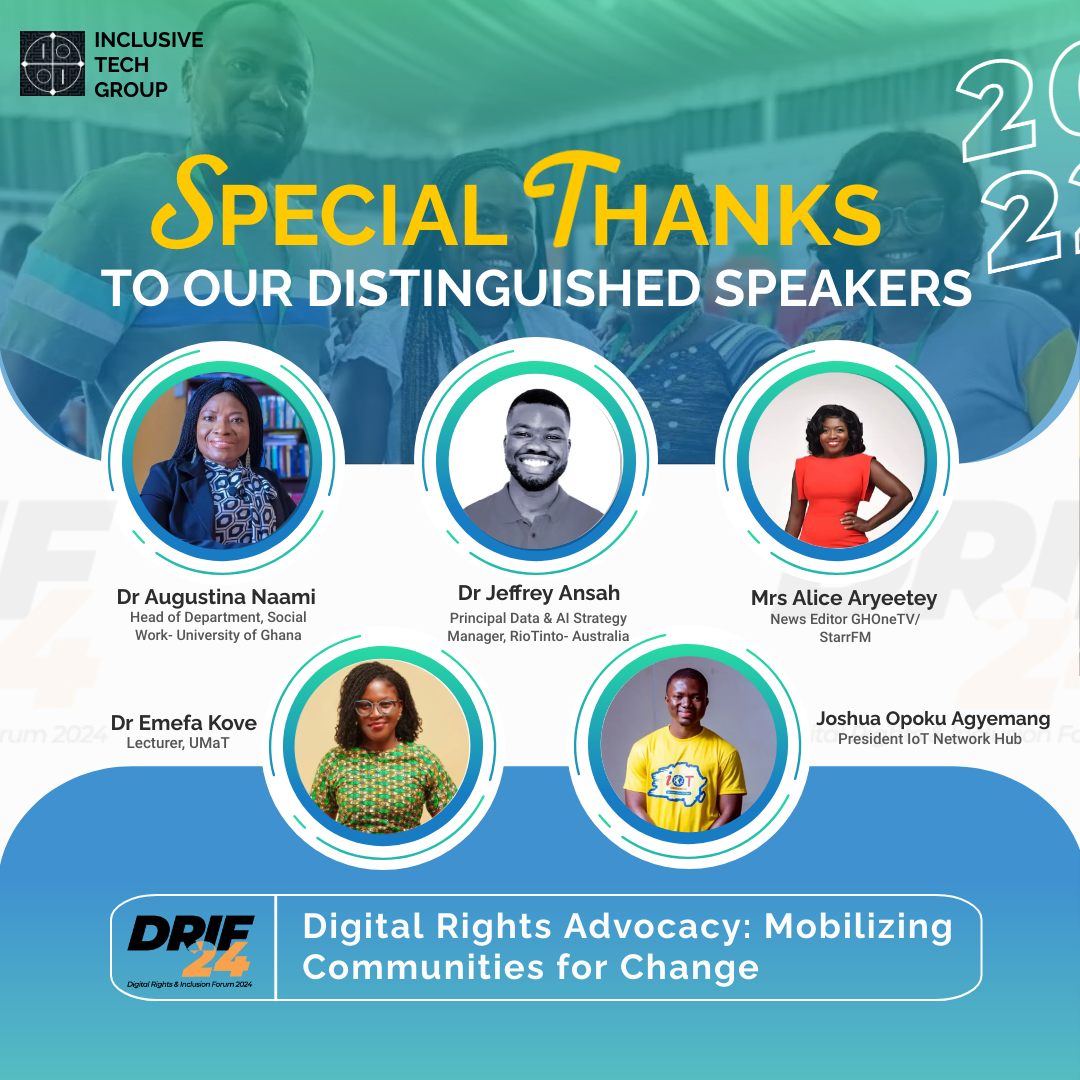 INCLUSIVE
TECH
GROUP
20
22
SPECIAL THANKS
TO OUR DISTINGUISHED SPEAKERS
Dr Augustina Naami
Head of Department, Social
Work- University of Ghana
Dr Jeffrey Ansah
Principal Data & AI Strategy
Manager, RioTinto- Australia
Mrs Alice Aryeetey
News Editor GHOneTV/
StarrFM
Dr Emefa Kove
Lecturer, UMaT
Joshua Opoku Agyemang
President IoT Network Hub
IOT
DRIF
24
Digital Rights & Inclusion Forum 2024
Digital Rights Advocacy: Mobilizing
Communities for Change